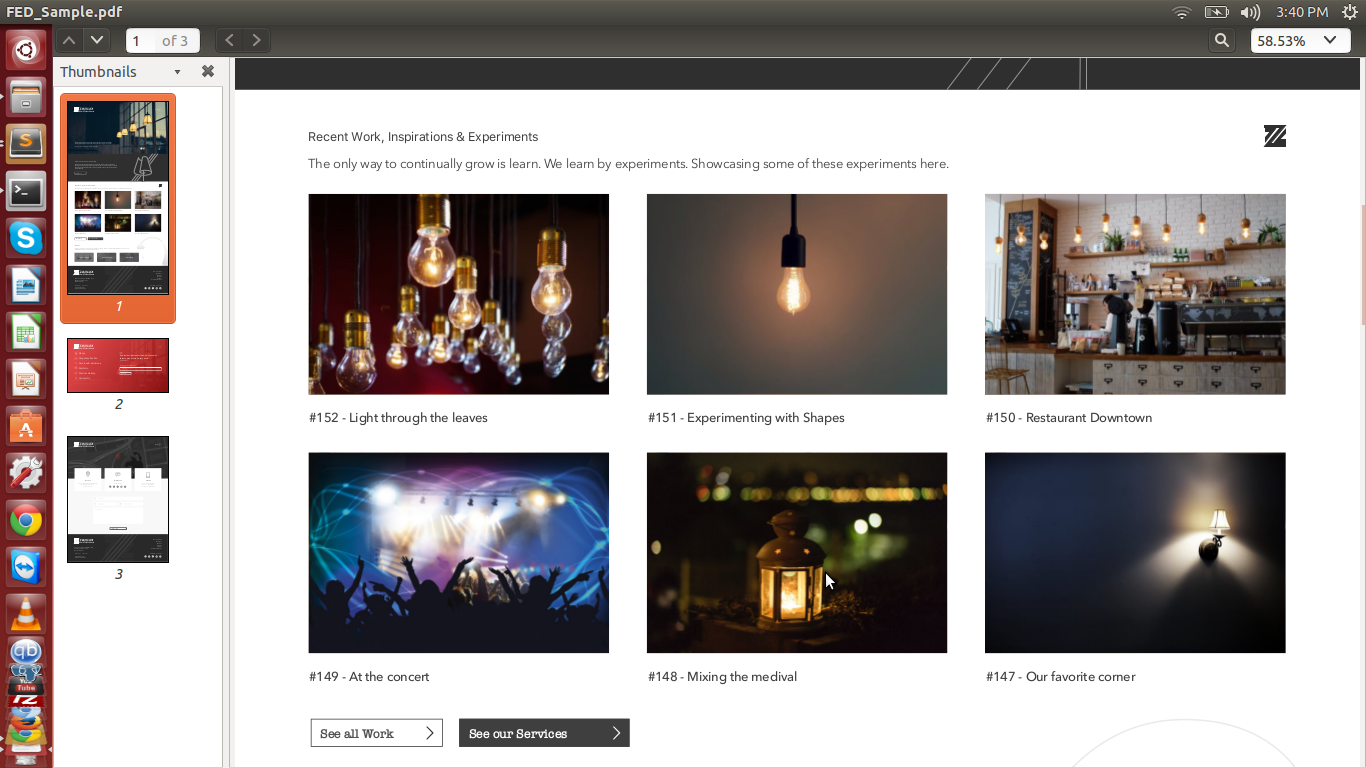 FED_Sample.pdf
3:40 PM
1 of 3
58.53%
Thumbnails
1
2
3
Recent Work, Inspirations & Experiments
The only way to continually grow is learn. We learn by experiments. Showcasing some of these experiments here.
#152 - Light through the leaves
#151 - Experimenting with Shapes
#150 - Restaurant Downtown
#149 - At the concert
#148 - Mixing the medival
#147 - Our favorite corner
See all Work
See our Services